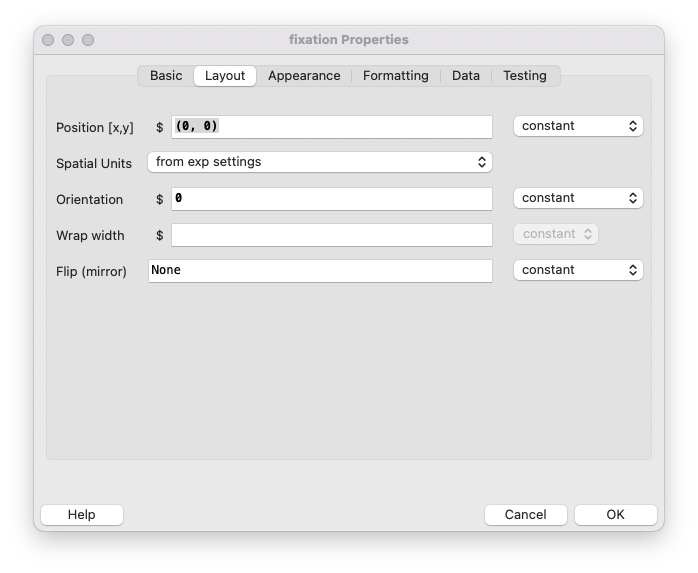 fixation Properties
Basic Layout Appearance Formatting Data Testing
Position [x,y] $ (0, 0) constant
Spatial Units from exp settings
Orientation $ 0 constant
Wrap width $ constant
Flip (mirror) None constant
Help Cancel OK